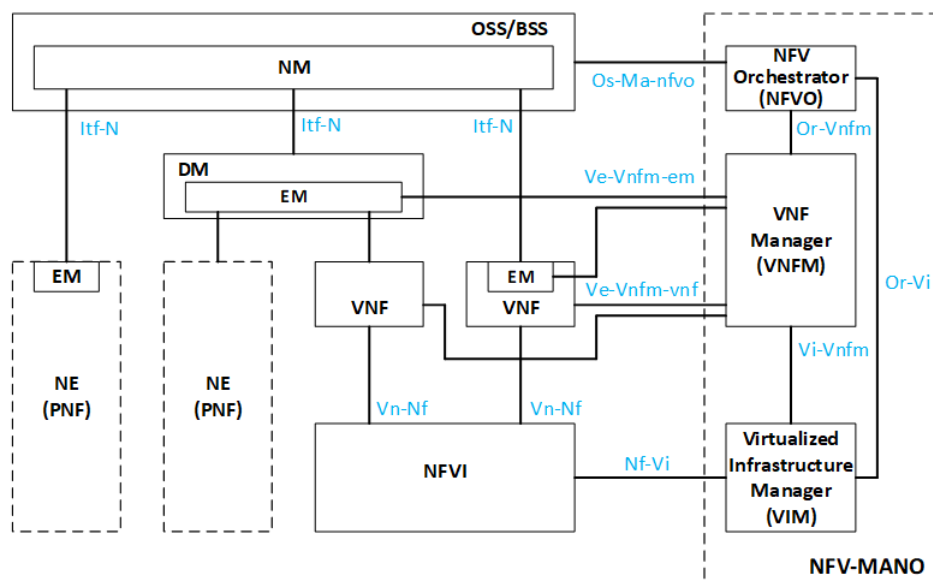 OSS/BSS
NM
Os-Ma-nfvo
NFV
Orchestrator
(NFVO)
Itf-N
Itf-N
Itf-N
Or-Vnfm
DM
EM
Ve-Vnfm-em
VNF
Manager
(VNFM)
EM
EM
VNF
VNF
Ve-Vnfm-vnf
Or-Vi
NE
(PNF)
NE
(PNF)
Vi-Vnfm
Vn-Nf
Vn-Nf
NFVI
Nf-Vi
Virtualized
Infrastructure
Manager
(VIM)
NFV-MANO